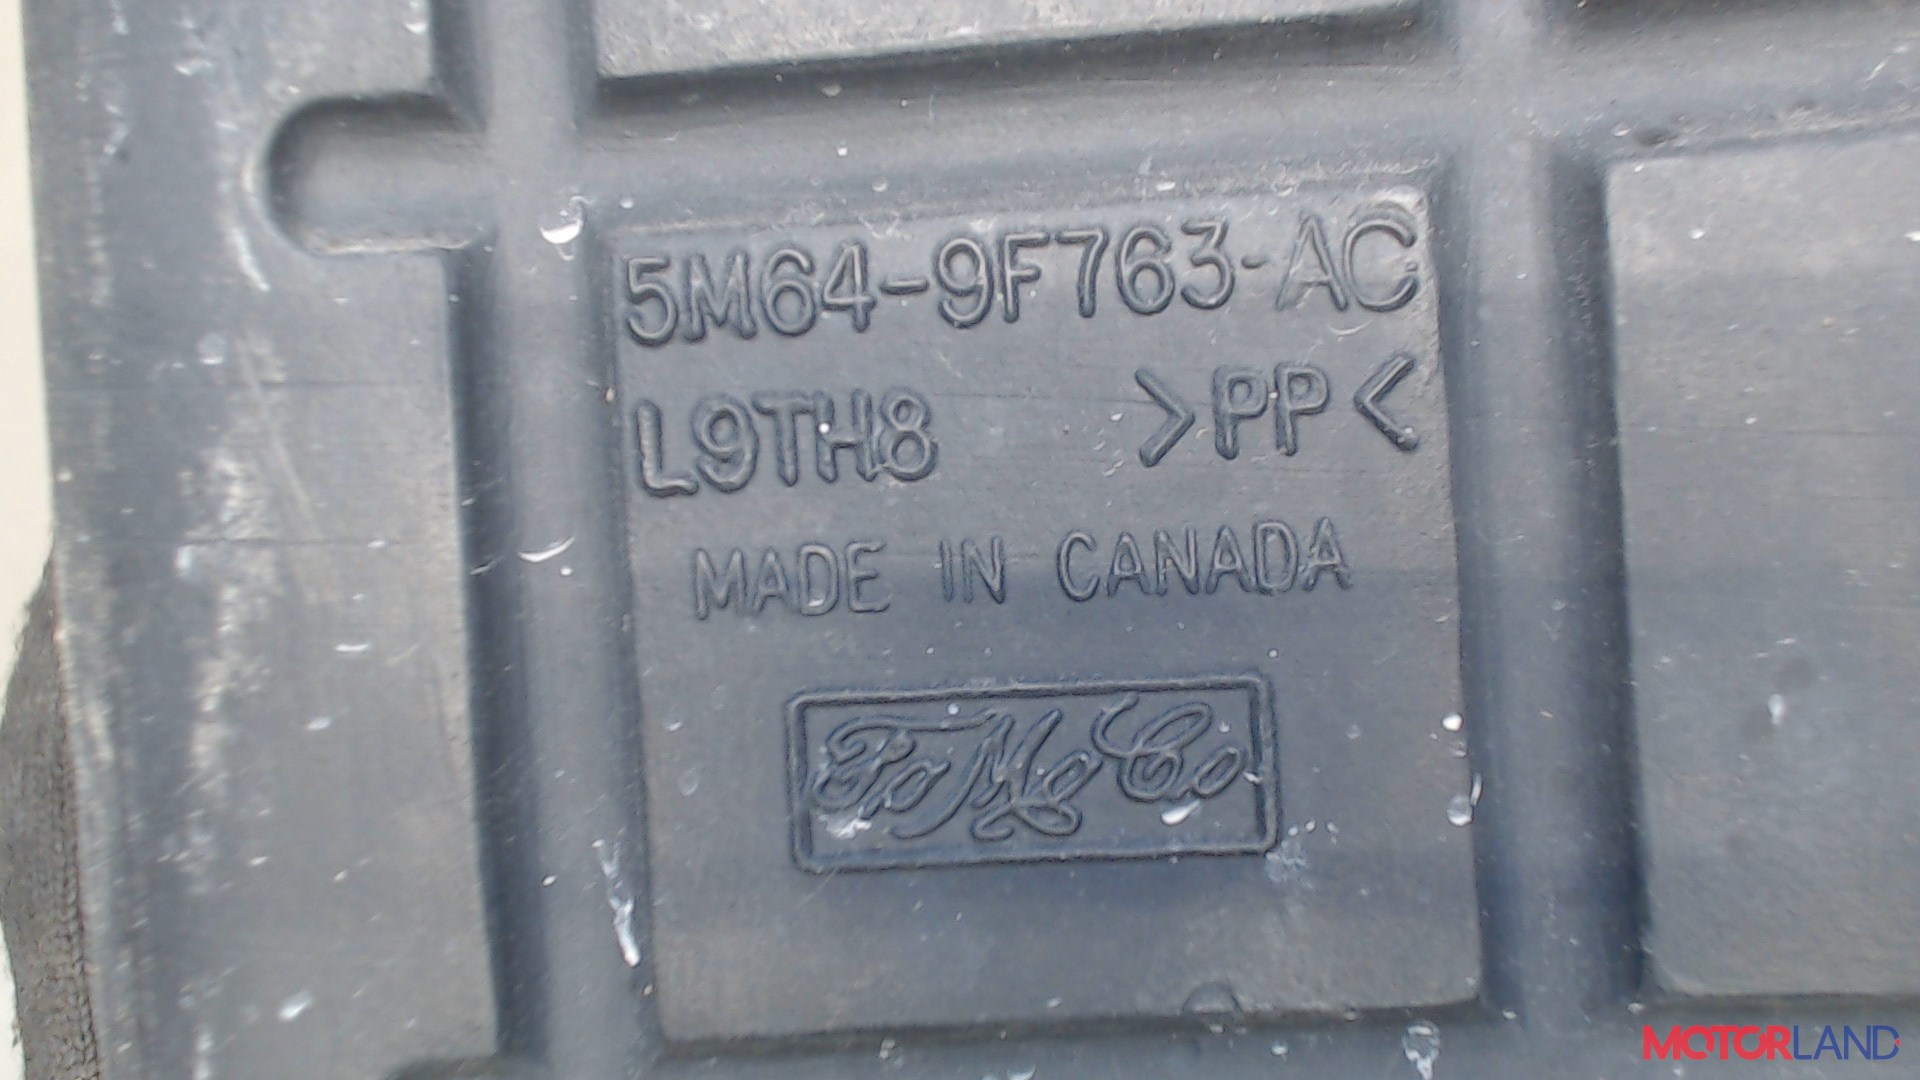 5M64-9F763-AC
L9TH8 >PP<
MADE IN CANADA
FoMoCo
MOTORLAND